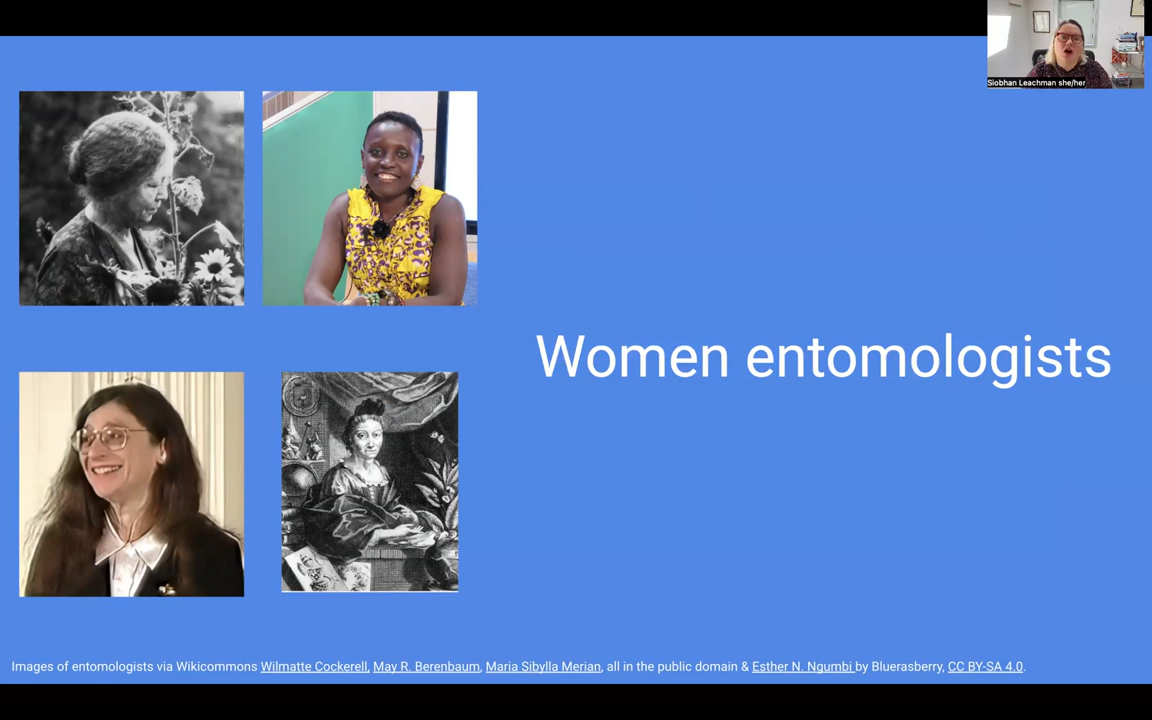 Siobhan Leachman she/her
Women entomologists
Images of entomologists via Wikicommons Wilmatte Cockerell, May R. Berenbaum, Maria Sibylla Merian, all in the public domain & Esther N. Ngumbi by Bluerasberry, CC BY-SA 4.0.